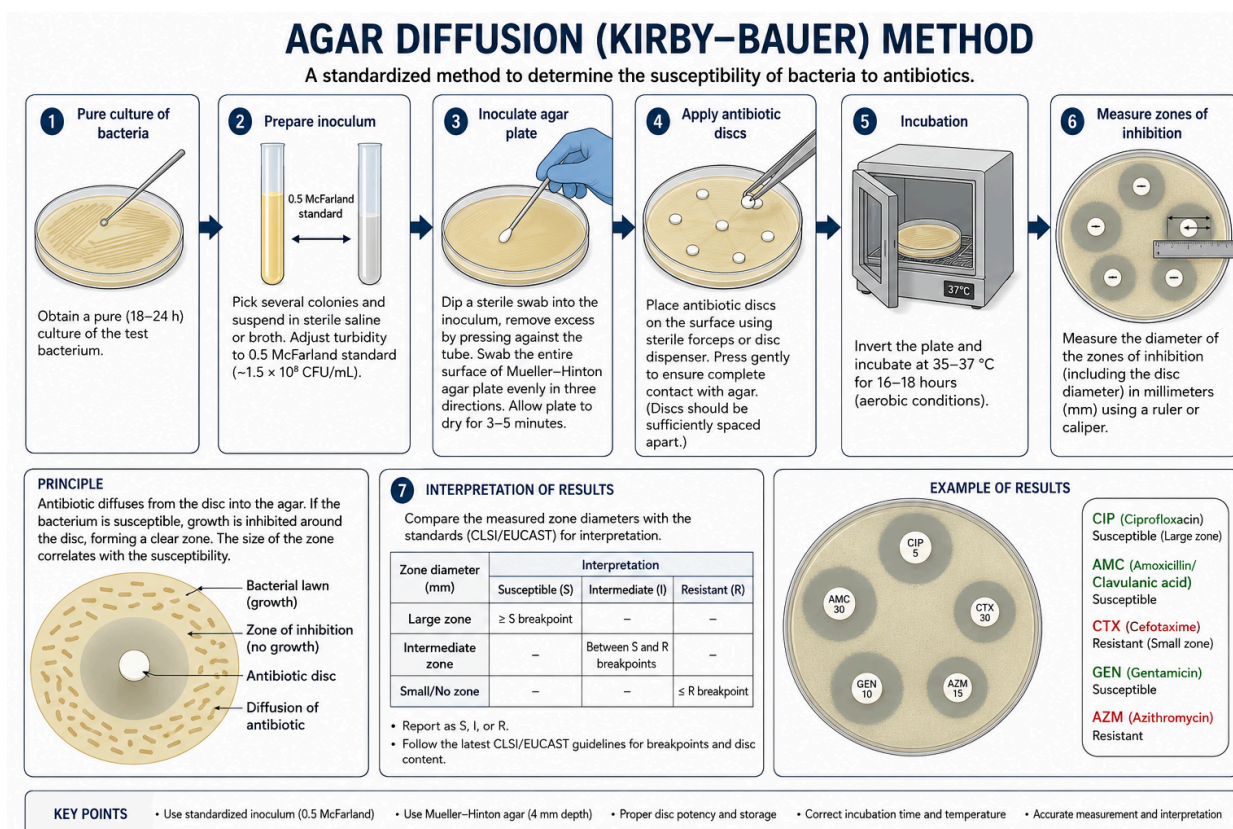 AGAR DIFFUSION (KIRBY–BAUER) METHOD
A standardized method to determine the susceptibility of bacteria to antibiotics.
1
Pure culture of
bacteria
Obtain a pure (18–24 h)
culture of the test
bacterium.
2
Prepare inoculum
0.5 McFarland
standard
Pick several colonies and
suspend in sterile saline
or broth. Adjust turbidity
to 0.5 McFarland standard
(~1.5 × 10⁸ CFU/mL).
3
Inoculate agar
plate
Dip a sterile swab into the
inoculum, remove excess
by pressing against the
tube. Swab the entire
surface of Mueller–Hinton
agar plate evenly in three
directions. Allow plate to
dry for 3–5 minutes.
4
Apply antibiotic
discs
Place antibiotic discs
on the surface using
sterile forceps or disc
dispenser. Press gently
to ensure complete
contact with agar.
(Discs should be
sufficiently spaced
apart.)
5
Incubation
37°C
Invert the plate and
incubate at 35–37 °C
for 16–18 hours
(aerobic conditions).
6
Measure zones of
inhibition
Measure the diameter of
the zones of inhibition
(including the disc
diameter) in millimeters
(mm) using a ruler or
caliper.
PRINCIPLE
Antibiotic diffuses from the disc into the agar. If the
bacterium is susceptible, growth is inhibited around
the disc, forming a clear zone. The size of the zone
correlates with the susceptibility.
Bacterial lawn
(growth)
Zone of inhibition
(no growth)
Antibiotic disc
Diffusion of
antibiotic
7
INTERPRETATION OF RESULTS
Compare the measured zone diameters with the
standards (CLSI/EUCAST) for interpretation.
Zone diameter
(mm)
Interpretation
Susceptible (S) Intermediate (I) Resistant (R)
Large zone ≥ S breakpoint – –
Intermediate
zone
– Between S and R
breakpoints
–
Small/No zone – – ≤ R breakpoint
• Report as S, I, or R.
• Follow the latest CLSI/EUCAST guidelines for breakpoints and disc
content.
EXAMPLE OF RESULTS
CIP
5
AMC
30
CTX
30
GEN
10
AZM
15
CIP (Ciprofloxacin)
Susceptible (Large zone)
AMC (Amoxicillin/
Clavulanic acid)
Susceptible
CTX (Cefotaxime)
Resistant (Small zone)
GEN (Gentamicin)
Susceptible
AZM (Azithromycin)
Resistant
KEY POINTS • Use standardized inoculum (0.5 McFarland) • Use Mueller–Hinton agar (4 mm depth) • Proper disc potency and storage • Correct incubation time and temperature • Accurate measurement and interpretation